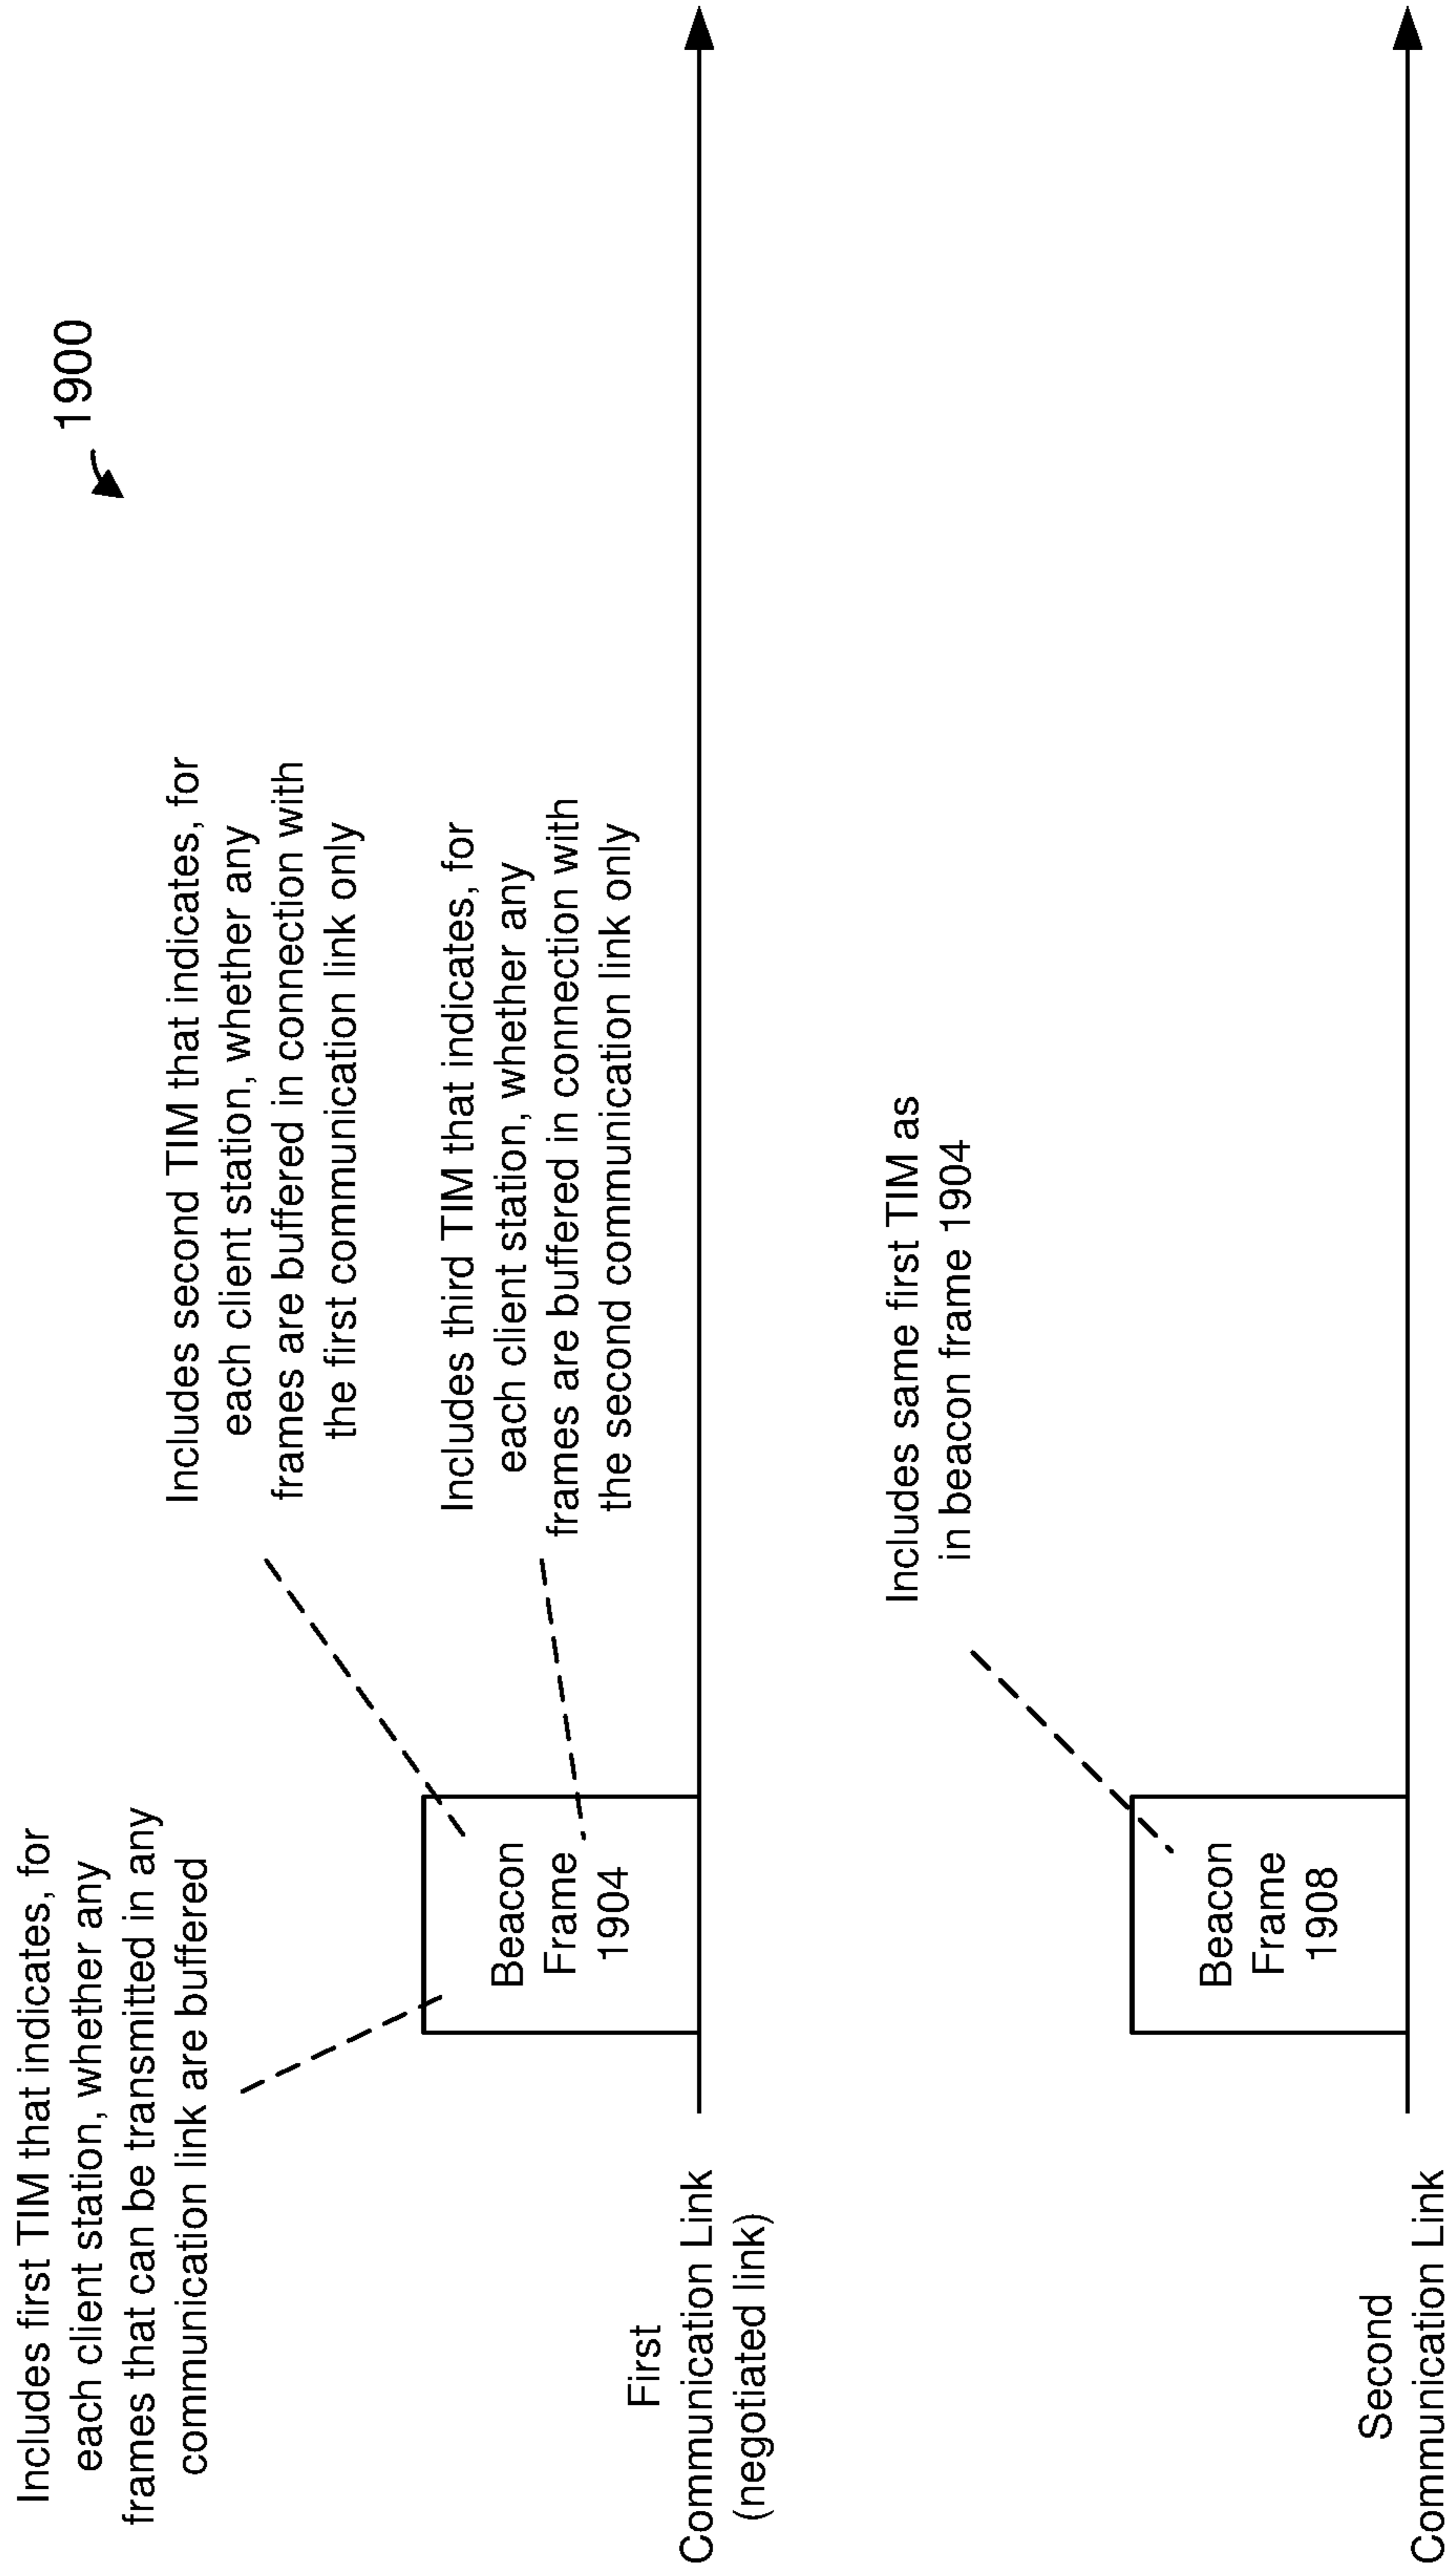 1900
Includes first TIM that indicates, for
each client station, whether any
frames that can be transmitted in any
communication link are buffered
Includes second TIM that indicates, for
each client station, whether any
frames are buffered in connection with
the first communication link only
Includes third TIM that indicates, for
each client station, whether any
frames are buffered in connection with
the second communication link only
Beacon
Frame
1904
First
Communication Link
(negotiated link)
Includes same first TIM as
in beacon frame 1904
Beacon
Frame
1908
Second
Communication Link